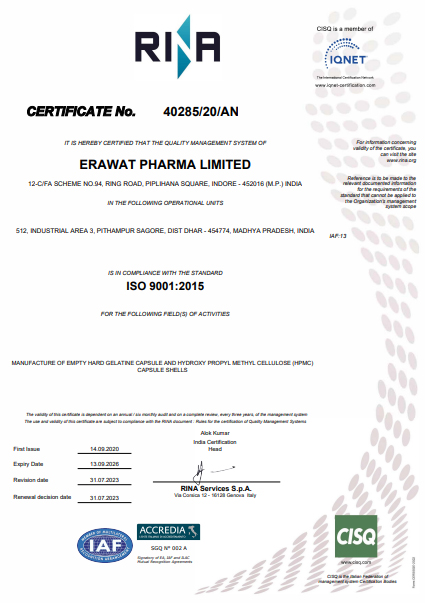 RINA
CISQ is a member of
IQNET
The International Certification Network
www.iqnet-certification.com
CERTIFICATE No. 40285/20/AN
IT IS HEREBY CERTIFIED THAT THE QUALITY MANAGEMENT SYSTEM OF
ERAWAT PHARMA LIMITED
12-C/FA SCHEME NO.94, RING ROAD, PIPLIHANA SQUARE, INDORE - 452016 (M.P.) INDIA
IN THE FOLLOWING OPERATIONAL UNITS
512, INDUSTRIAL AREA 3, PITHAMPUR SAGORE, DIST DHAR - 454774, MADHYA PRADESH, INDIA
For information concerning
validity of the certificate, you
can visit the site
www.rina.org
Reference is to be made to the
relevant documented information
for the requirements of the
standard that cannot be applied to
the Organization's management
system scope
IAF:13
IS IN COMPLIANCE WITH THE STANDARD
ISO 9001:2015
FOR THE FOLLOWING FIELD(S) OF ACTIVITIES
MANUFACTURE OF EMPTY HARD GELATINE CAPSULE AND HYDROXY PROPYL METHYL CELLULOSE (HPMC)
CAPSULE SHELLS
The validity of this certificate is dependent on an annual / six monthly audit and on a complete review, every three years, of the management system
The use and validity of this certificate are subject to compliance with the RINA document : Rules for the certification of Quality Management Systems
First Issue 14.09.2020
Expiry Date 13.09.2026
Revision date 31.07.2023
Renewal decision date 31.07.2023
Alok Kumar
India Certification
Head
RINA Services S.p.A.
Via Corsica 12 - 16128 Genova Italy
IAF
ACCREDIA
SGQ N° 002 A
Signatory of EA, IAF and ILAC
Mutual Recognition Agreements
CISQ
www.cisq.com
CISQ is the Italian Federation of
management system Certification Bodies